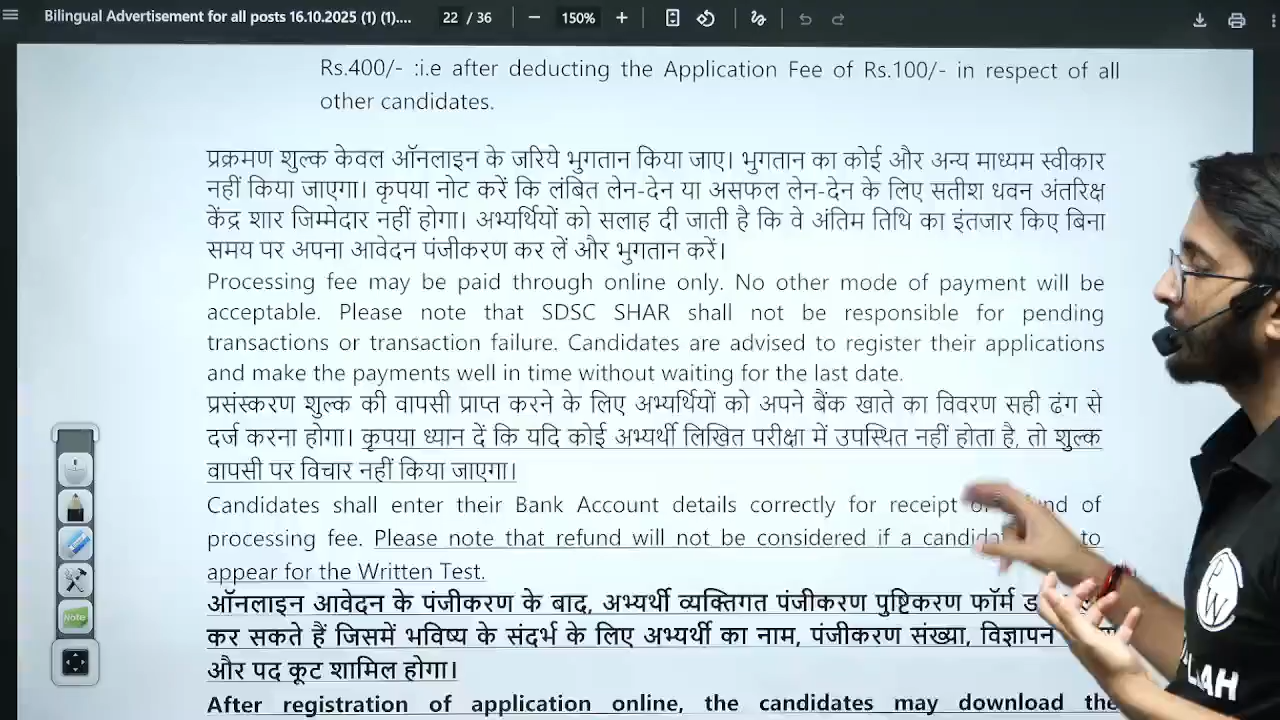 Bilingual Advertisement for all posts 16.10.2025 (1) (1)....
22 / 36
150%
Rs.400/- :i.e after deducting the Application Fee of Rs.100/- in respect of all
other candidates.
प्रक्रमण शुल्क केवल ऑनलाइन के जरिये भुगतान किया जाए। भुगतान का कोई और अन्य माध्यम स्वीकार
नहीं किया जाएगा। कृपया नोट करें कि लंबित लेन-देन या असफल लेन-देन के लिए सतीश धवन अंतरिक्ष
केंद्र शार जिम्मेदार नहीं होगा। अभ्यर्थियों को सलाह दी जाती है कि वे अंतिम तिथि का इंतजार किए बिना
समय पर अपना आवेदन पंजीकरण कर लें और भुगतान करें।
Processing fee may be paid through online only. No other mode of payment will be
acceptable. Please note that SDSC SHAR shall not be responsible for pending
transactions or transaction failure. Candidates are advised to register their applications
and make the payments well in time without waiting for the last date.
प्रसंस्करण शुल्क की वापसी प्राप्त करने के लिए अभ्यर्थियों को अपने बैंक खाते का विवरण सही ढंग से
दर्ज करना होगा। कृपया ध्यान दें कि यदि कोई अभ्यर्थी लिखित परीक्षा में उपस्थित नहीं होता है, तो शुल्क
वापसी पर विचार नहीं किया जाएगा।
Candidates shall enter their Bank Account details correctly for receipt of
processing fee. Please note that refund will not be considered if a to
appear for the Written Test.
ऑनलाइन आवेदन के पंजीकरण के बाद, अभ्यर्थी व्यक्तिगत पंजीकरण पुष्टिकरण फॉर्म
कर सकते हैं जिसमें भविष्य के संदर्भ के लिए अभ्यर्थी का नाम, पंजीकरण संख्या, विज्ञापन
और पद कूट शामिल होगा।
After registration of application online, the candidates may download the
Note
PW